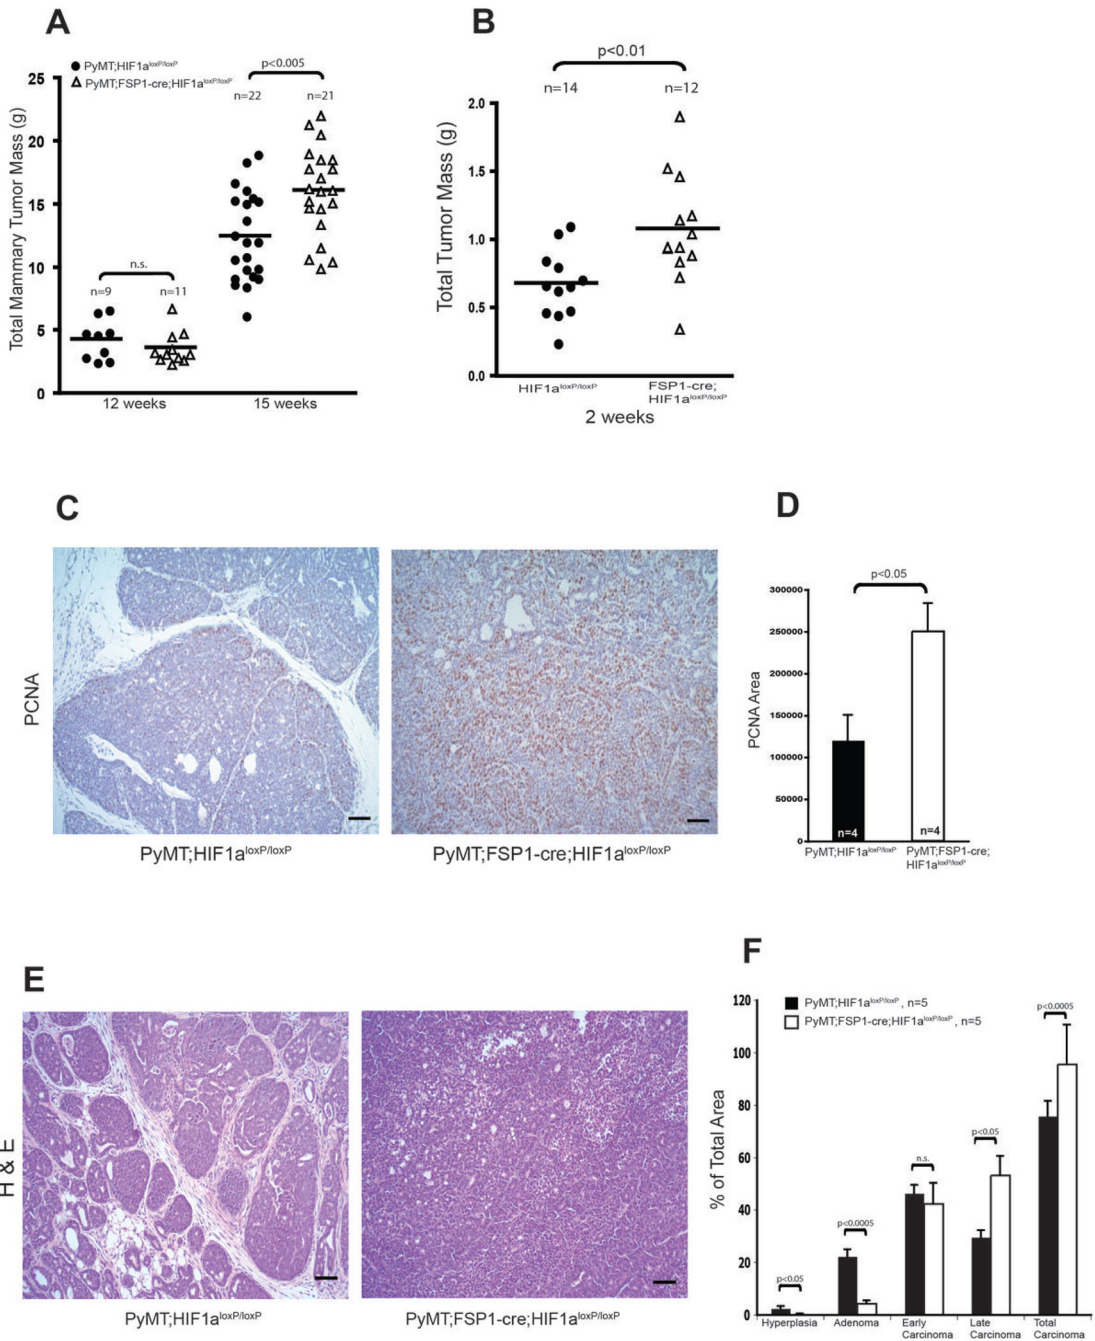 A
PyMT;HIF1a^loxP/loxP
PyMT;FSP1-cre;HIF1a^loxP/loxP
p<0.005
n=22
n=21
n.s.
n=9
n=11
Total Mammary Tumor Mass (g)
25
20
15
10
5
0
12 weeks
15 weeks
B
p<0.01
n=14
n=12
Total Tumor Mass (g)
2.0
1.5
1.0
0.5
0.0
HIF1a^loxP/loxP
FSP1-cre;
HIF1a^loxP/loxP
2 weeks
C
PCNA
PyMT;HIF1a^loxP/loxP
PyMT;FSP1-cre;HIF1a^loxP/loxP
D
p<0.05
PCNA Area
300000
250000
200000
150000
100000
50000
0
n=4
n=4
PyMT;HIF1a^loxP/loxP
PyMT;FSP1-cre;
HIF1a^loxP/loxP
E
H & E
PyMT;HIF1a^loxP/loxP
PyMT;FSP1-cre;HIF1a^loxP/loxP
F
PyMT;HIF1a^loxP/loxP , n=5
PyMT;FSP1-cre;HIF1a^loxP/loxP , n=5
% of Total Area
120
100
80
60
40
20
0
p<0.05
p<0.0005
n.s.
p<0.05
p<0.0005
Hyperplasia
Adenoma
Early
Carcinoma
Late
Carcinoma
Total
Carcinoma